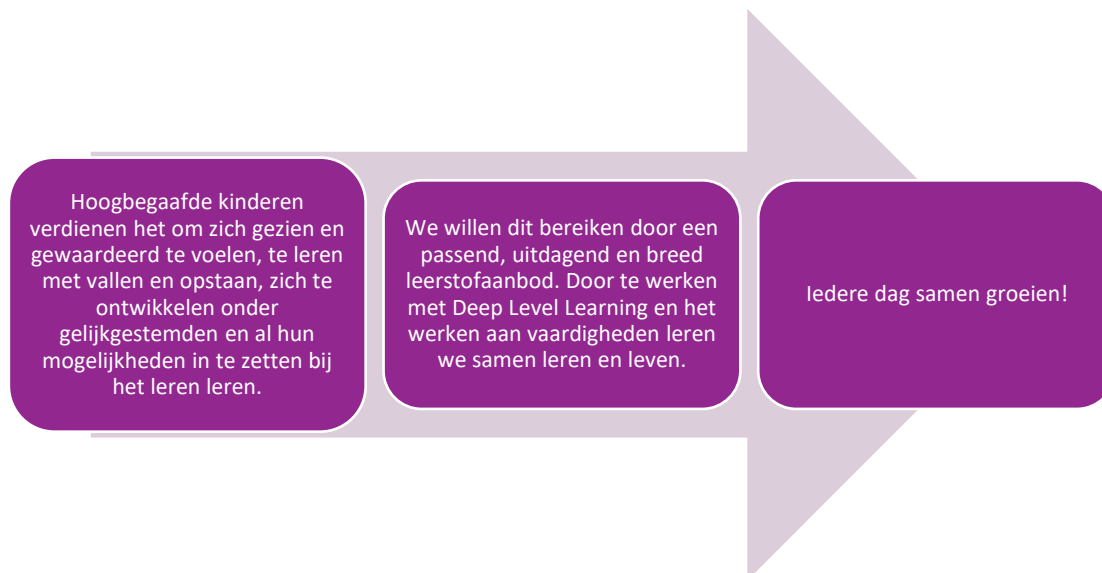 Hoogbegaafde kinderen
verdienen het om zich gezien en
gewaardeerd te voelen, te leren
met vallen en opstaan, zich te
ontwikkelen onder
gelijkgestemden en al hun
mogelijkheden in te zetten bij
het leren leren.
We willen dit bereiken door een
passend, uitdagend en breed
leerstofaanbod. Door te werken
met Deep Level Learning en het
werken aan vaardigheden leren
we samen leren en leven.
Iedere dag samen groeien!